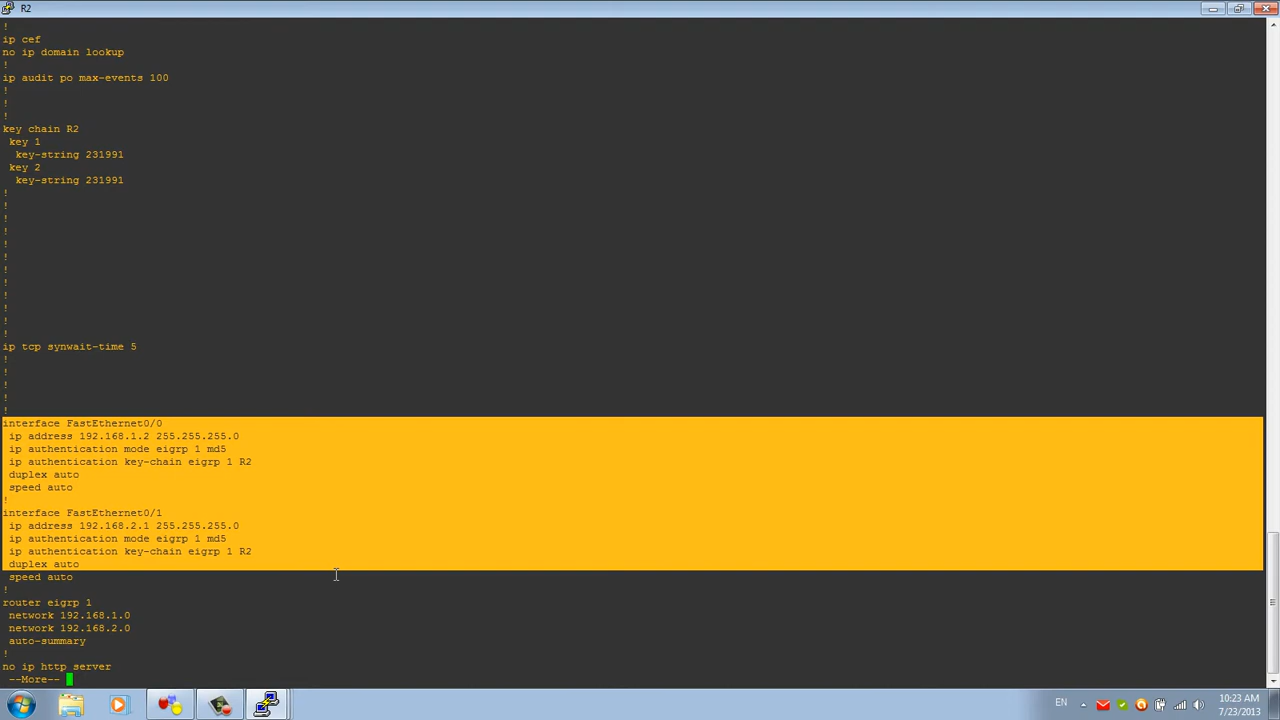 R2
!
ip cef
no ip domain lookup
!
ip audit po max-events 100
!
!
!
key chain R2
 key 1
  key-string 231991
 key 2
  key-string 231991
!
!
!
!
!
!
!
!
!
!
!
!
ip tcp synwait-time 5
!
!
!
!
!
interface FastEthernet0/0
 ip address 192.168.1.2 255.255.255.0
 ip authentication mode eigrp 1 md5
 ip authentication key-chain eigrp 1 R2
 duplex auto
 speed auto
!
interface FastEthernet0/1
 ip address 192.168.2.1 255.255.255.0
 ip authentication mode eigrp 1 md5
 ip authentication key-chain eigrp 1 R2
 duplex auto
 speed auto
!
router eigrp 1
 network 192.168.1.0
 network 192.168.2.0
 auto-summary
!
no ip http server
 --More--
EN
10:23 AM
7/23/2013